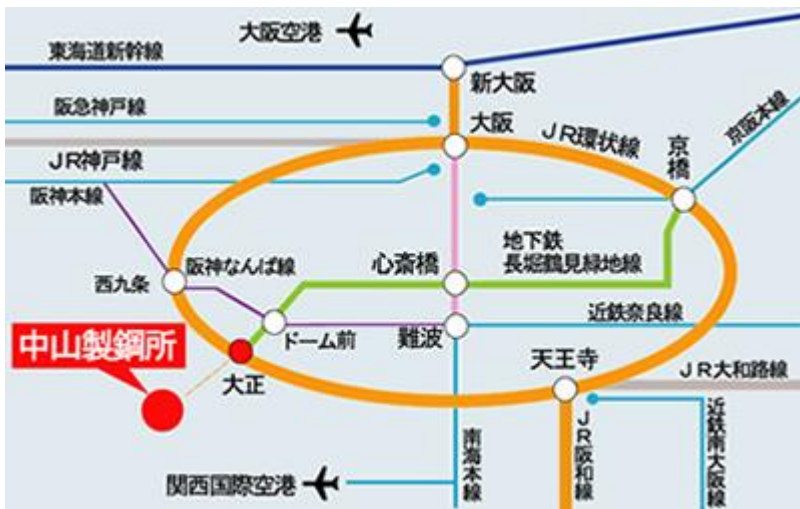 大阪空港
東海道新幹線
新大阪
阪急神戸線
大阪
JR環状線
京阪本線
京橋
JR神戸線
阪神本線
地下鉄
長堀鶴見緑地線
心斎橋
阪神なんば線
西九条
近鉄奈良線
ドーム前
難波
中山製鋼所
大正
天王寺
JR大和路線
南海本線
JR阪和線
近鉄南大阪線
関西国際空港